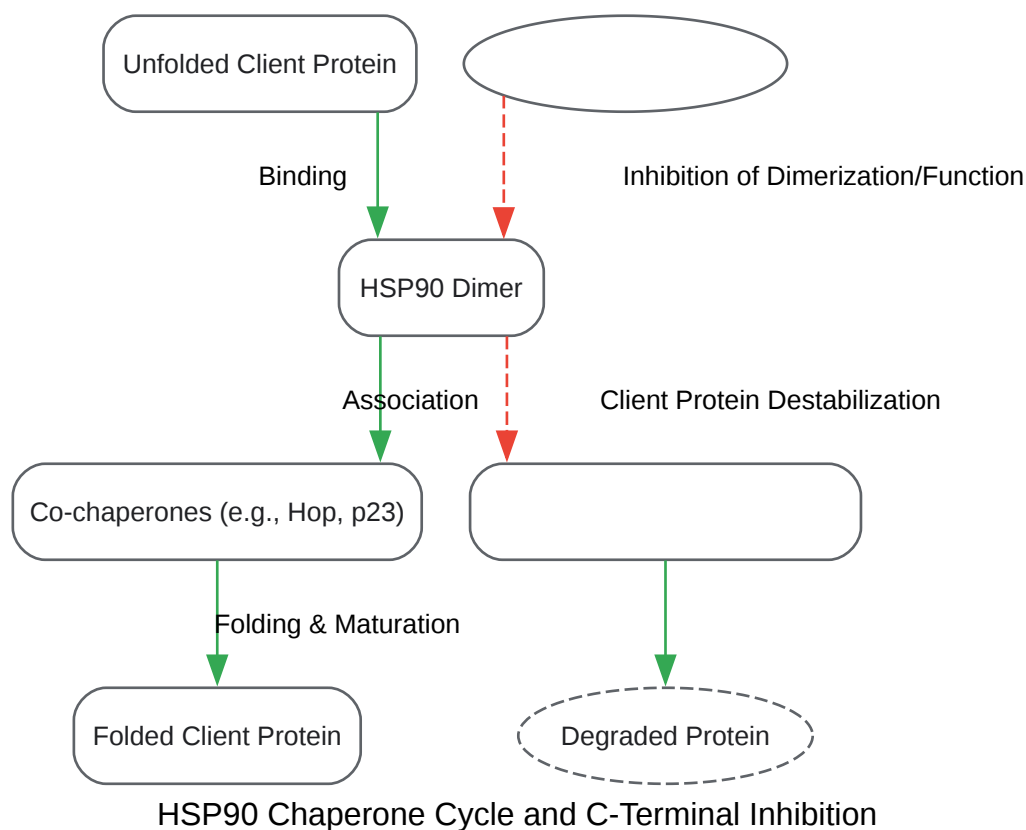 Unfolded Client Protein
Binding
Inhibition of Dimerization/Function
HSP90 Dimer
Association
Client Protein Destabilization
Co-chaperones (e.g., Hop, p23)
Folding & Maturation
Folded Client Protein
Degraded Protein
HSP90 Chaperone Cycle and C-Terminal Inhibition